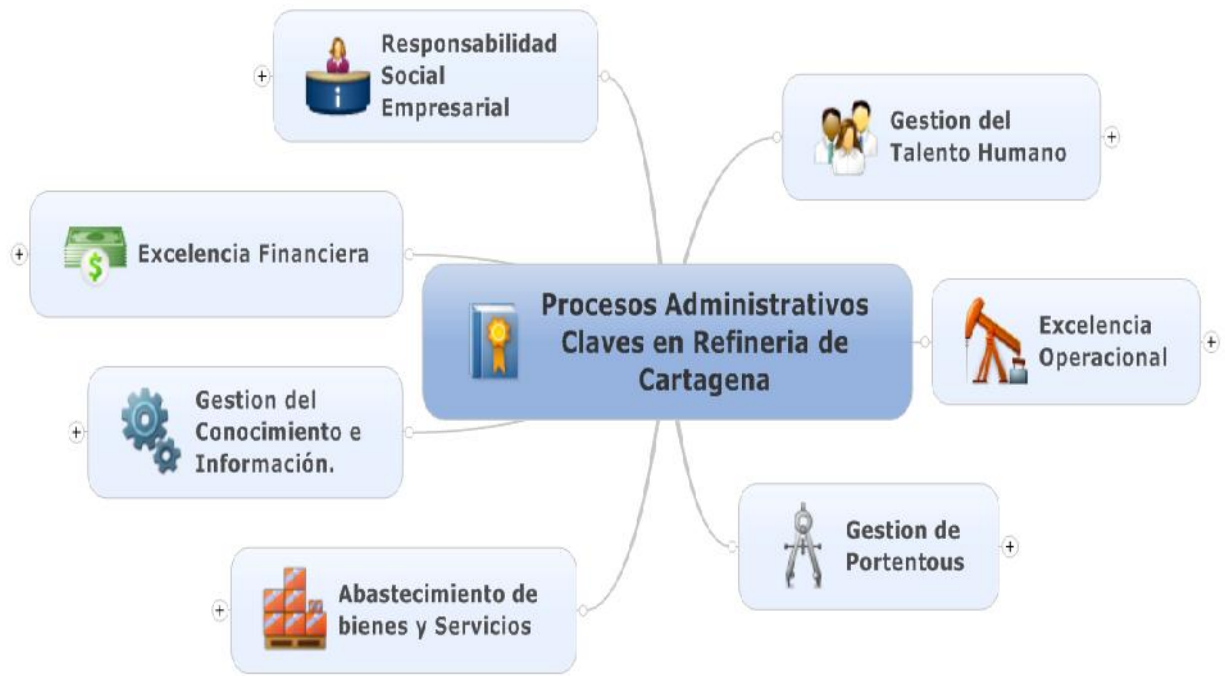 Responsabilidad
Social
Empresarial
Gestion del
Talento Humano
Excelencia Financiera
Procesos Administrativos
Claves en Refineria de
Cartagena
Excelencia
Operacional
Gestion del
Conocimiento e
Información.
Gestion de
Portentous
Abastecimiento de
bienes y Servicios